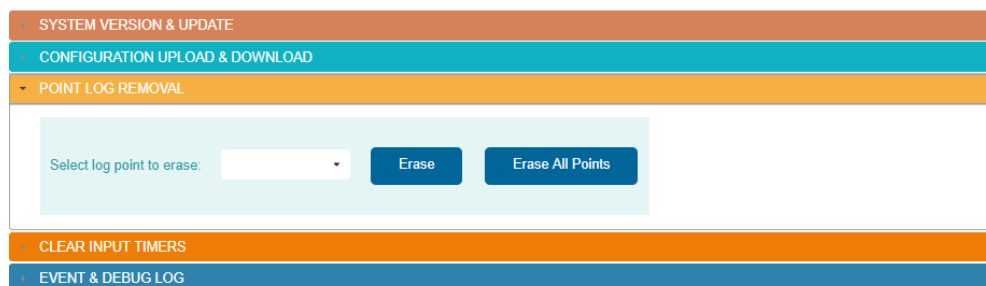 SYSTEM VERSION & UPDATE
CONFIGURATION UPLOAD & DOWNLOAD
POINT LOG REMOVAL
Select log point to erase: Erase Erase All Points
CLEAR INPUT TIMERS
EVENT & DEBUG LOG